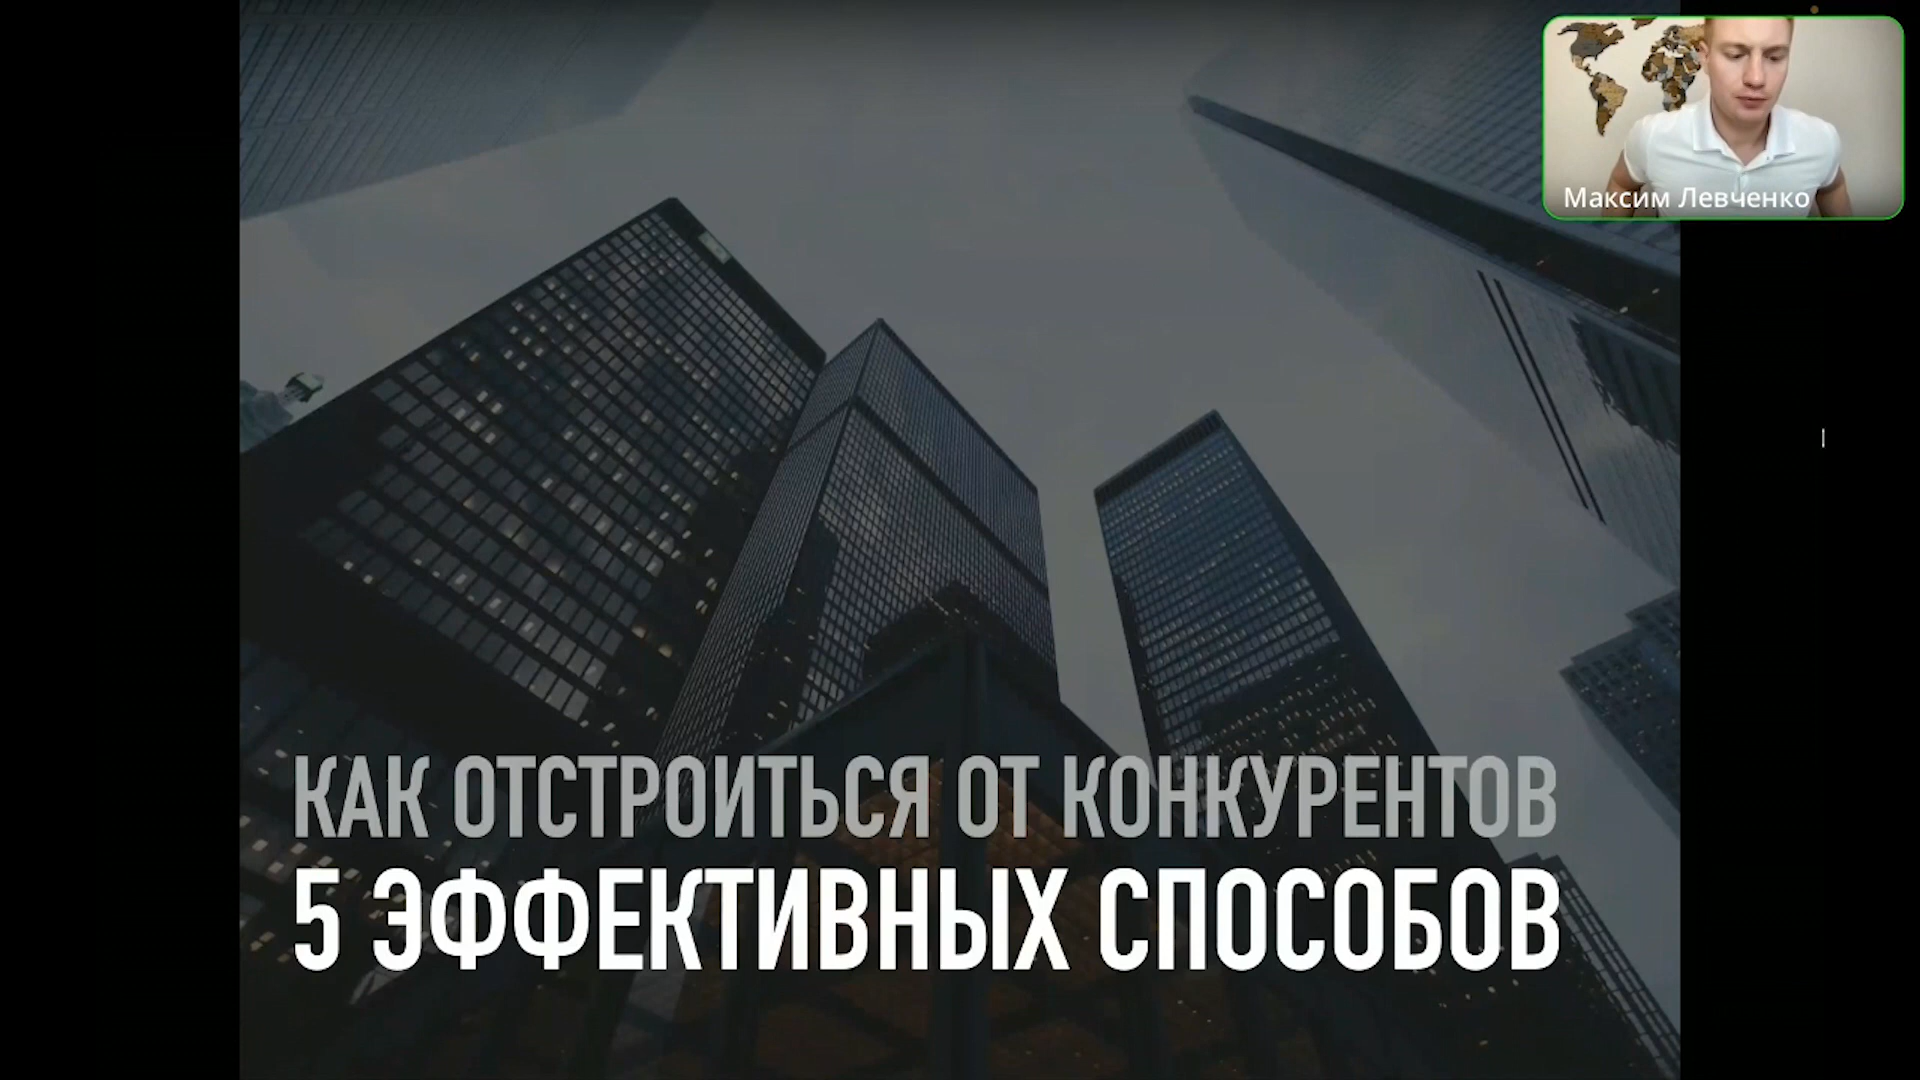 Максим Левченко
КАК ОТСТРОИТЬСЯ ОТ КОНКУРЕНТОВ
5 ЭФФЕКТИВНЫХ СПОСОБОВ